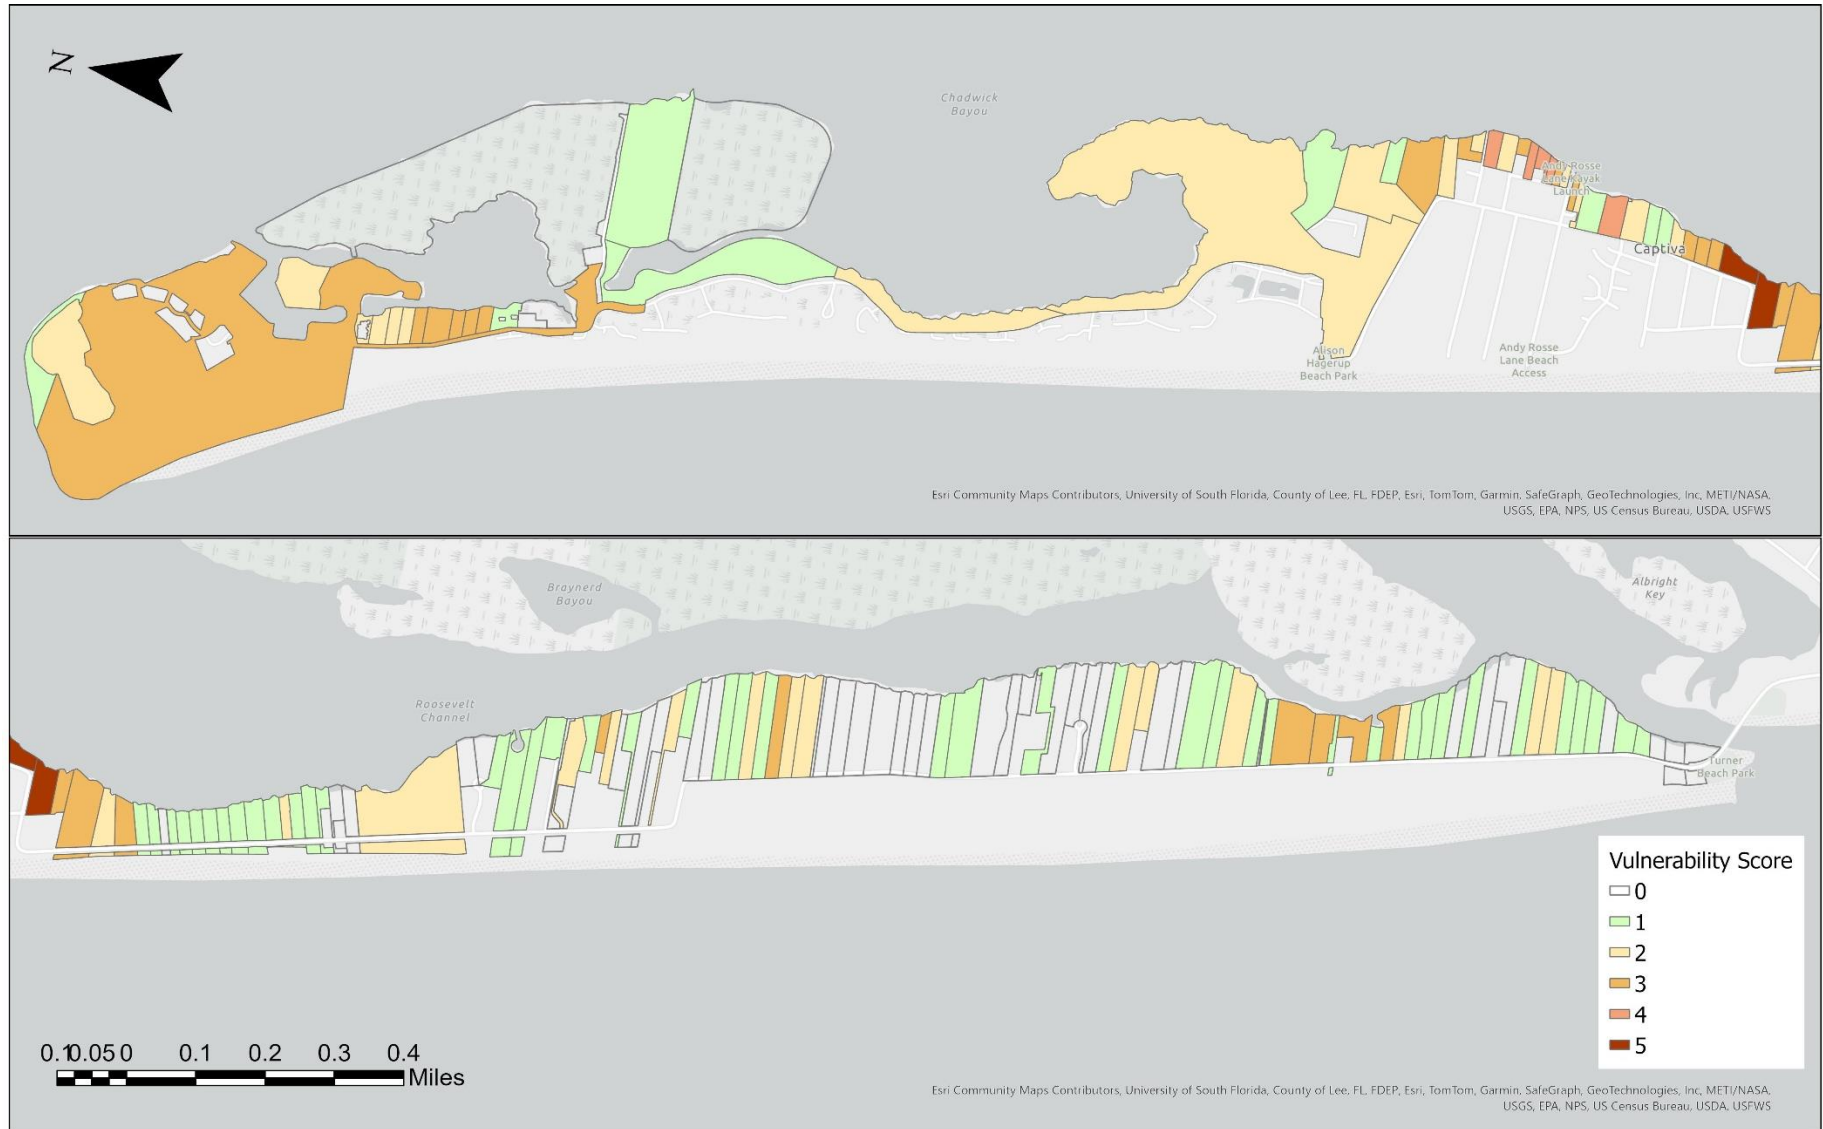 N
Chadwick
Bayou
Andy Rosse
Lane Kayak
Launch
Captiva
Alison
Hagerup
Beach Park
Andy Rosse
Lane Beach
Access
Esri Community Maps Contributors, University of South Florida, County of Lee, FL, FDEP, Esri, TomTom, Garmin, SafeGraph, GeoTechnologies, Inc, METI/NASA,
USGS, EPA, NPS, US Census Bureau, USDA, USFWS
Braynerd
Bayou
Albright
Key
Roosevelt
Channel
Turner
Beach Park
Vulnerability Score
0
1
2
3
4
5
0.1 0.05 0 0.1 0.2 0.3 0.4
Miles
Esri Community Maps Contributors, University of South Florida, County of Lee, FL, FDEP, Esri, TomTom, Garmin, SafeGraph, GeoTechnologies, Inc, METI/NASA,
USGS, EPA, NPS, US Census Bureau, USDA, USFWS